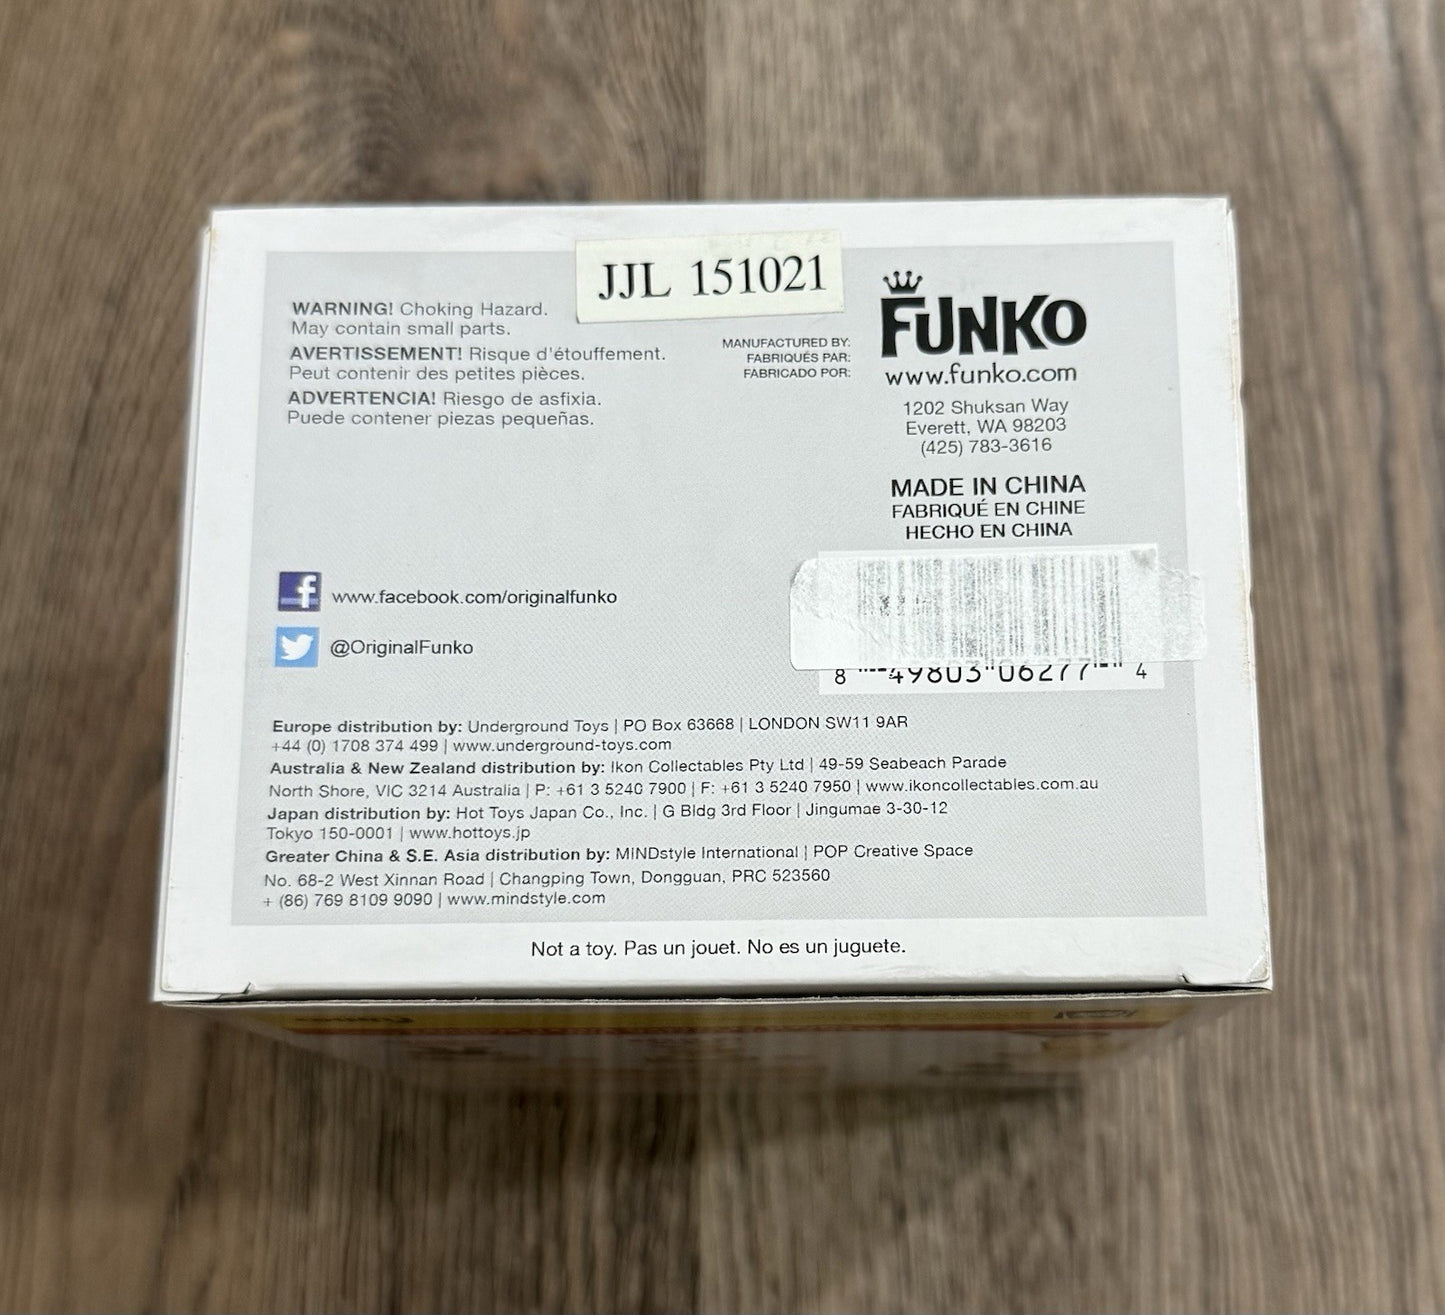 JJL 151021
WARNING! Choking Hazard.
May contain small parts.
AVERTISSEMENT! Risque d'étouffement.
Peut contenir des petites pièces.
ADVERTENCIA! Riesgo de asfixia.
Puede contener piezas pequeñas.
MANUFACTURED BY:
FABRIQUÉS PAR:
FABRICADO POR:
FUNKO
www.funko.com
1202 Shuksan Way
Everett, WA 98203
(425) 783-3616
MADE IN CHINA
FABRIQUÉ EN CHINE
HECHO EN CHINA
f www.facebook.com/originalfunko
@OriginalFunko
8 49803 06277 4
Europe distribution by: Underground Toys | PO Box 63668 | LONDON SW11 9AR
+44 (0) 1708 374 499 | www.underground-toys.com
Australia & New Zealand distribution by: Ikon Collectables Pty Ltd | 49-59 Seabeach Parade
North Shore, VIC 3214 Australia | P: +61 3 5240 7900 | F: +61 3 5240 7950 | www.ikoncollectables.com.au
Japan distribution by: Hot Toys Japan Co., Inc. | G Bldg 3rd Floor | Jingumae 3-30-12
Tokyo 150-0001 | www.hottoys.jp
Greater China & S.E. Asia distribution by: MINDstyle International | POP Creative Space
No. 68-2 West Xinnan Road | Changping Town, Dongguan, PRC 523560
+ (86) 769 8109 9090 | www.mindstyle.com
Not a toy. Pas un jouet. No es un juguete.